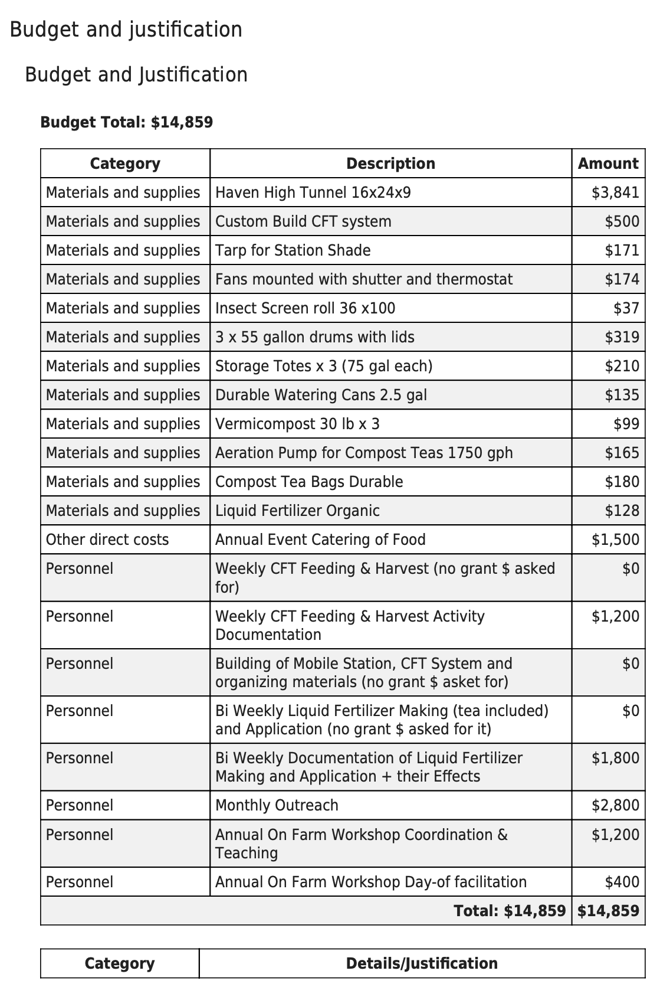 Budget and justification
Budget and Justification
Budget Total: $14,859
Category Description Amount
Materials and supplies Haven High Tunnel 16x24x9 $3,841
Materials and supplies Custom Build CFT system $500
Materials and supplies Tarp for Station Shade $171
Materials and supplies Fans mounted with shutter and thermostat $174
Materials and supplies Insect Screen roll 36 x100 $37
Materials and supplies 3 x 55 gallon drums with lids $319
Materials and supplies Storage Totes x 3 (75 gal each) $210
Materials and supplies Durable Watering Cans 2.5 gal $135
Materials and supplies Vermicompost 30 lb x 3 $99
Materials and supplies Aeration Pump for Compost Teas 1750 gph $165
Materials and supplies Compost Tea Bags Durable $180
Materials and supplies Liquid Fertilizer Organic $128
Other direct costs Annual Event Catering of Food $1,500
Personnel Weekly CFT Feeding & Harvest (no grant $ asked $0
for)
Personnel Weekly CFT Feeding & Harvest Activity $1,200
Documentation
Personnel Building of Mobile Station, CFT System and $0
organizing materials (no grant $ asket for)
Personnel Bi Weekly Liquid Fertilizer Making (tea included) $0
and Application (no grant $ asked for it)
Personnel Bi Weekly Documentation of Liquid Fertilizer $1,800
Making and Application + their Effects
Personnel Monthly Outreach $2,800
Personnel Annual On Farm Workshop Coordination & $1,200
Teaching
Personnel Annual On Farm Workshop Day-of facilitation $400
Total: $14,859 $14,859
Category Details/Justification